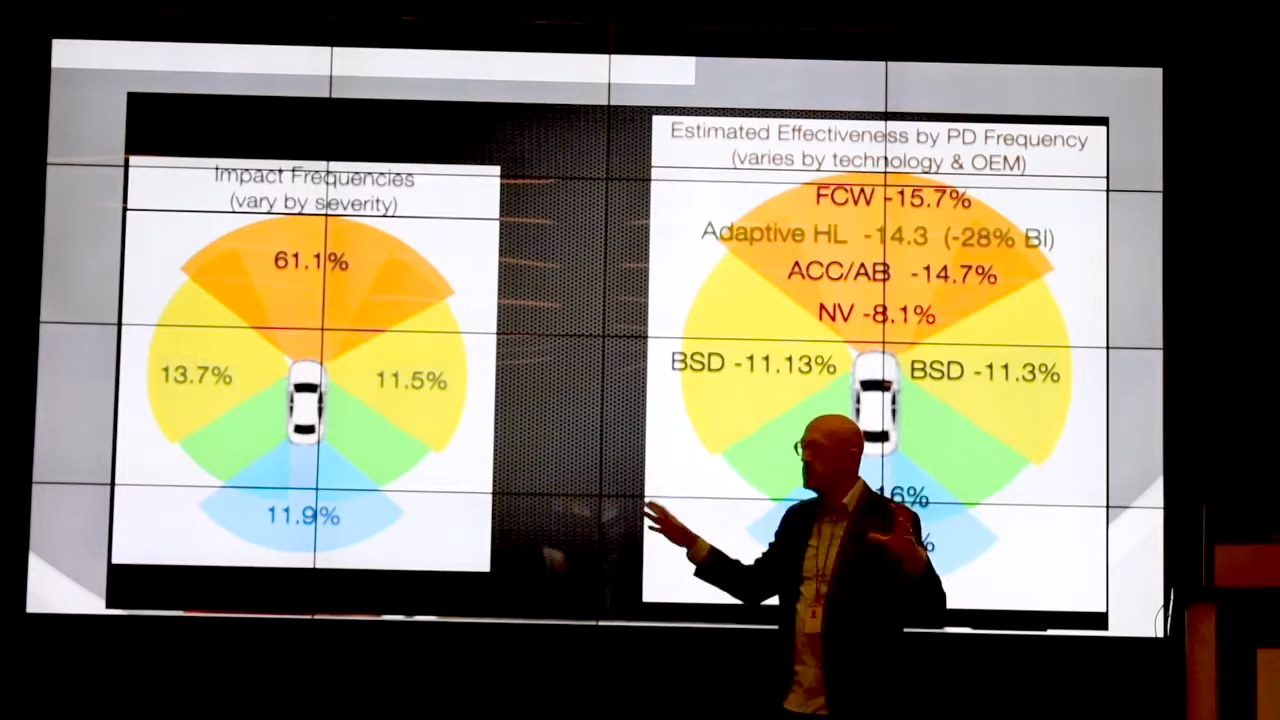 Impact Frequencies
(vary by severity)
61.1%
13.7%
11.5%
11.9%
Estimated Effectiveness by PD Frequency
(varies by technology & OEM)
FCW -15.7%
Adaptive HL -14.3 (-28% BI)
ACC/AB -14.7%
NV -8.1%
BSD -11.13%
BSD -11.3%
16%
%